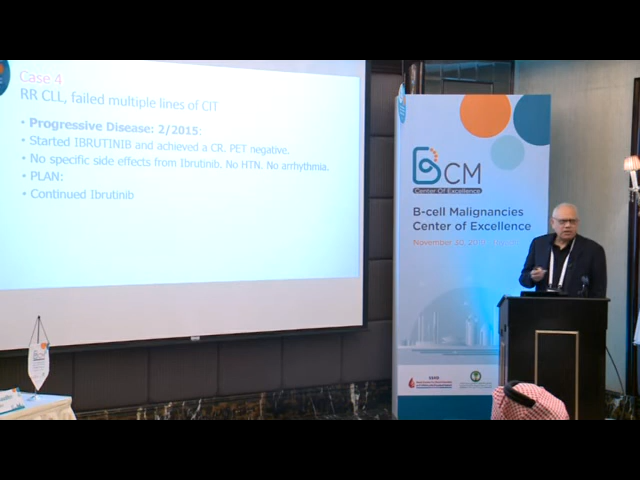 Case 4
RR CLL, failed multiple lines of CIT
• Progressive Disease: 2/2015:
• Started IBRUTINIB and achieved a CR. PET negative.
• No specific side effects from Ibrutinib. No HTN. No arrhythmia.
• PLAN:
• Continued Ibrutinib
BCM
Center Of Excellence
B-cell Malignancies
Center of Excellence
November 30,